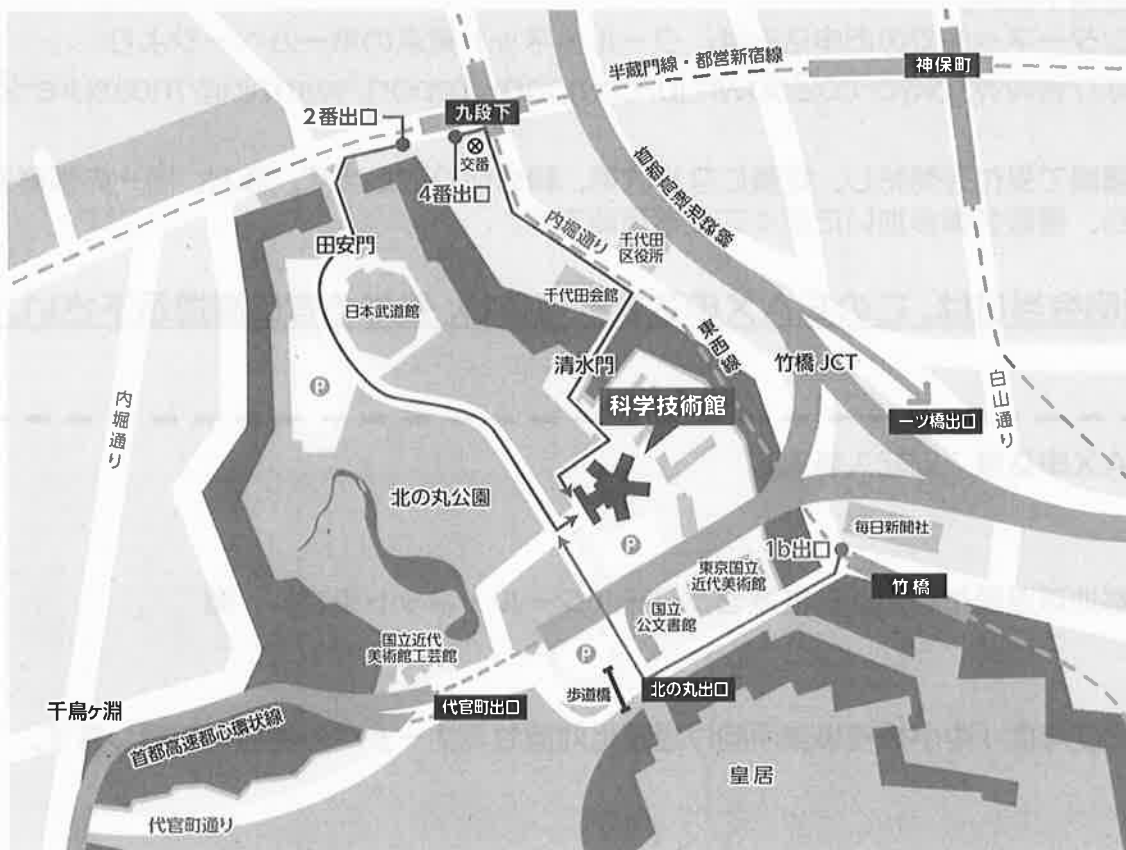 半蔵門線・都営新宿線
神保町
2番出口
九段下
交番
4番出口
首都高速池袋線
内堀通り
千代田
区役所
田安門
千代田会館
日本武道館
東西線
清水門
竹橋JCT
P
科学技術館
内堀通り
白山通り
一ツ橋出口
北の丸公園
毎日新聞社
P
1b出口
東京国立
近代美術館
竹橋
国立
公文書館
国立近代
美術館工芸館
P
北の丸出口
歩道橋
代官町出口
千鳥ヶ淵
首都高速都心環状線
皇居
代官町通り